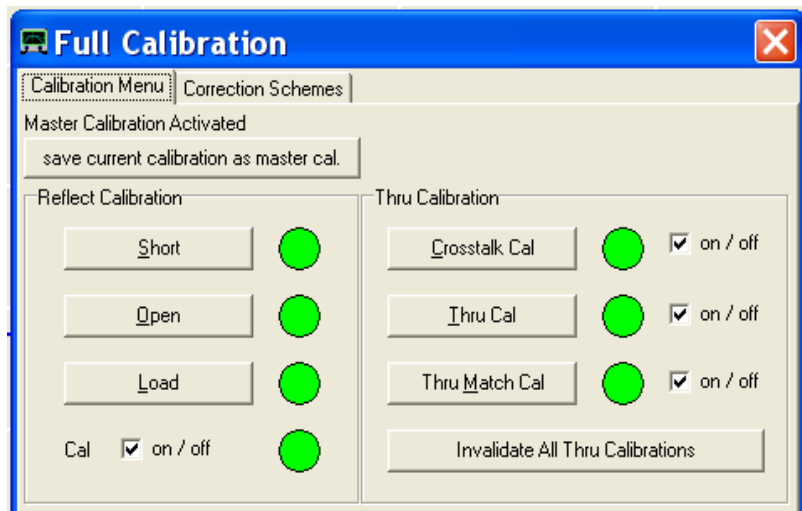 Full Calibration
Calibration Menu
Correction Schemes
Master Calibration Activated
save current calibration as master cal.
Reflect Calibration
Short
Open
Load
Cal
on / off
Thru Calibration
Crosstalk Cal
on / off
Thru Cal
on / off
Thru Match Cal
on / off
Invalidate All Thru Calibrations